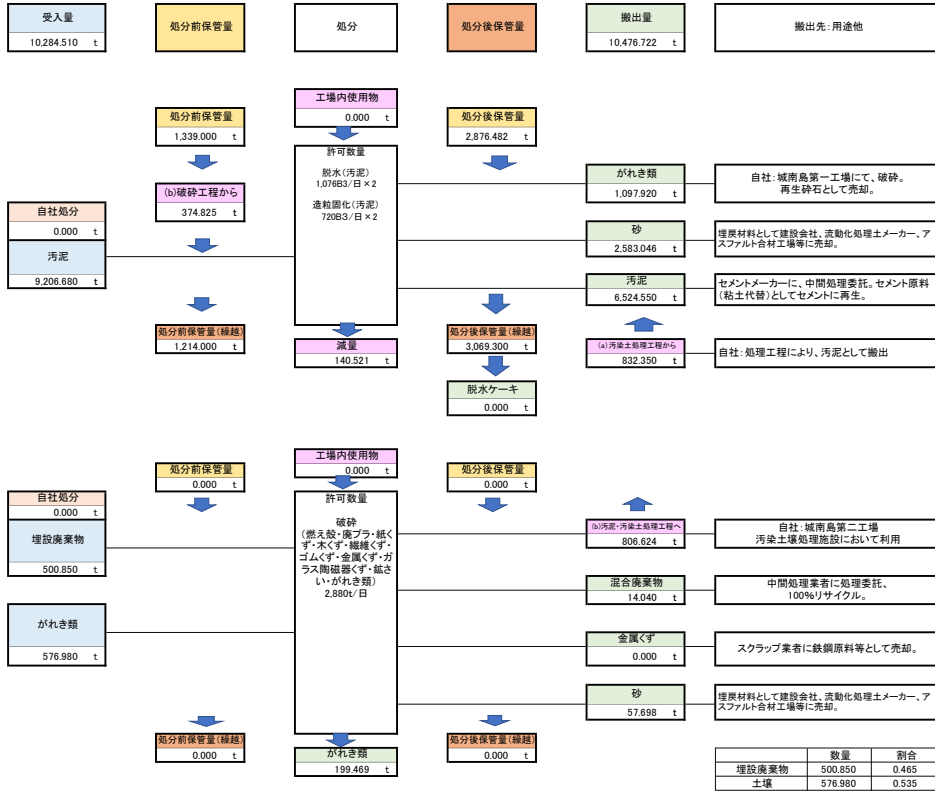 受入量
10,284.510 t
処分前保管量
処分
処分後保管量
搬出量
10,476.722 t
搬出先:用途他
工場内使用物
0.000 t
処分前保管量
1,339.000 t
処分後保管量
2,876.482 t
許可数量
脱水(汚泥)
1,076B3/日×2
造粒固化(汚泥)
720B3/日×2
(b)破砕工程から
374.825 t
自社処分
0.000 t
汚泥
9,206.680 t
がれき類
1,097.920 t
自社:城南島第一工場にて、破砕。
再生砕石として売却。
砂
2,583.046 t
埋戻材料として建設会社、流動化処理土メーカー、ア
スファルト合材工場等に売却。
汚泥
6,524.550 t
セメントメーカーに、中間処理委託。セメント原料
(粘土代替)としてセメントに再生。
処分前保管量(繰越)
1,214.000 t
減量
140.521 t
処分後保管量(繰越)
3,069.300 t
(a)汚染土処理工程から
832.350 t
自社:処理工程により、汚泥として搬出
脱水ケーキ
0.000 t
工場内使用物
0.000 t
処分前保管量
0.000 t
処分後保管量
0.000 t
自社処分
0.000 t
埋設廃棄物
500.850 t
許可数量
破砕
(燃え殻・廃プラ・紙く
ず・木くず・繊維くず・
ゴムくず・金属くず・ガ
ラス陶磁器くず・鉱さ
い・がれき類)
2,880t/日
(b)汚泥・汚染土処理工程へ
806.624 t
自社:城南島第二工場
汚染土壌処理施設において利用
混合廃棄物
14.040 t
中間処理業者に処理委託、
100%リサイクル。
がれき類
576.980 t
金属くず
0.000 t
スクラップ業者に鉄鋼原料等として売却。
砂
57.698 t
埋戻材料として建設会社、流動化処理土メーカー、ア
スファルト合材工場等に売却。
処分前保管量(繰越)
0.000 t
がれき類
199.469 t
処分後保管量(繰越)
0.000 t
数量 割合
埋設廃棄物 500.850 0.465
土壌 576.980 0.535